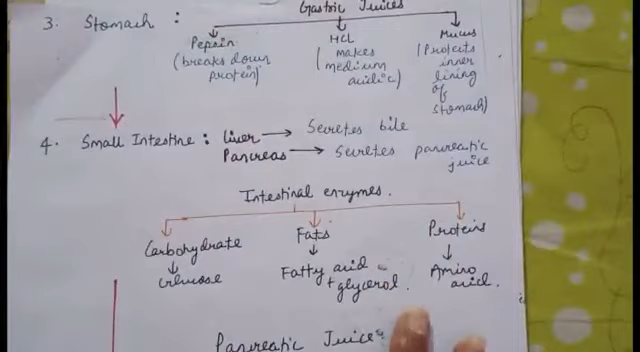 Gastric Juices
3. Stomach :
Pepsin
(breaks down
protein)
HCL
(makes
medium
acidic)
Mucus
(Protects
inner
lining
of
stomach)
4. Small Intestine : Liver → Secretes bile
Pancreas → Secretes pancreatic
juice
Intestinal enzymes.
Carbohydrate
↓
Glucose
Fats
↓
Fatty acid
+ glycerol.
Proteins
↓
Amino
acid.
Pancreatic Juice